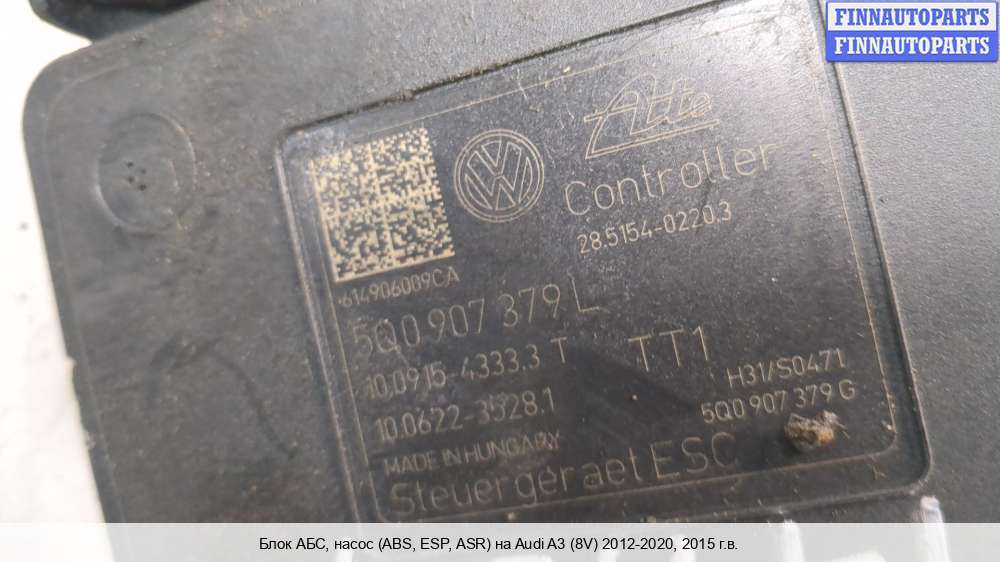 FINNAUTOPARTS
FINNAUTOPARTS
Ate
Controller
28.5154-0220.3
614906009CA
5Q0 907 379 L
10.0915-4333.3 T
TT1
10.0622-3528.1
H31/S0471
5Q0 907 379 G
MADE IN HUNGARY
Steuergeraet ESC
Блок АБС, насос (ABS, ESP, ASR) на Audi A3 (8V) 2012-2020, 2015 г.в.